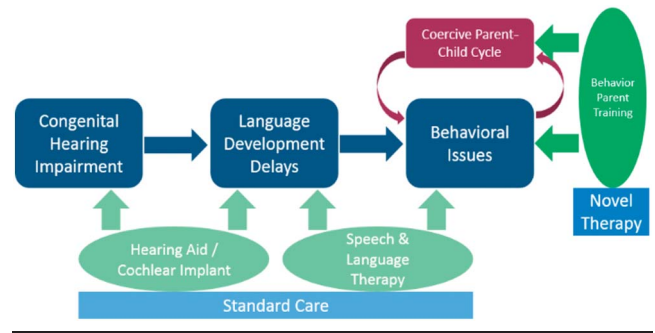 Coercive Parent-
Child Cycle
Behavior
Parent
Training
Congenital
Hearing
Impairment
Language
Development
Delays
Behavioral
Issues
Novel
Therapy
Hearing Aid /
Cochlear Implant
Speech &
Language
Therapy
Standard Care